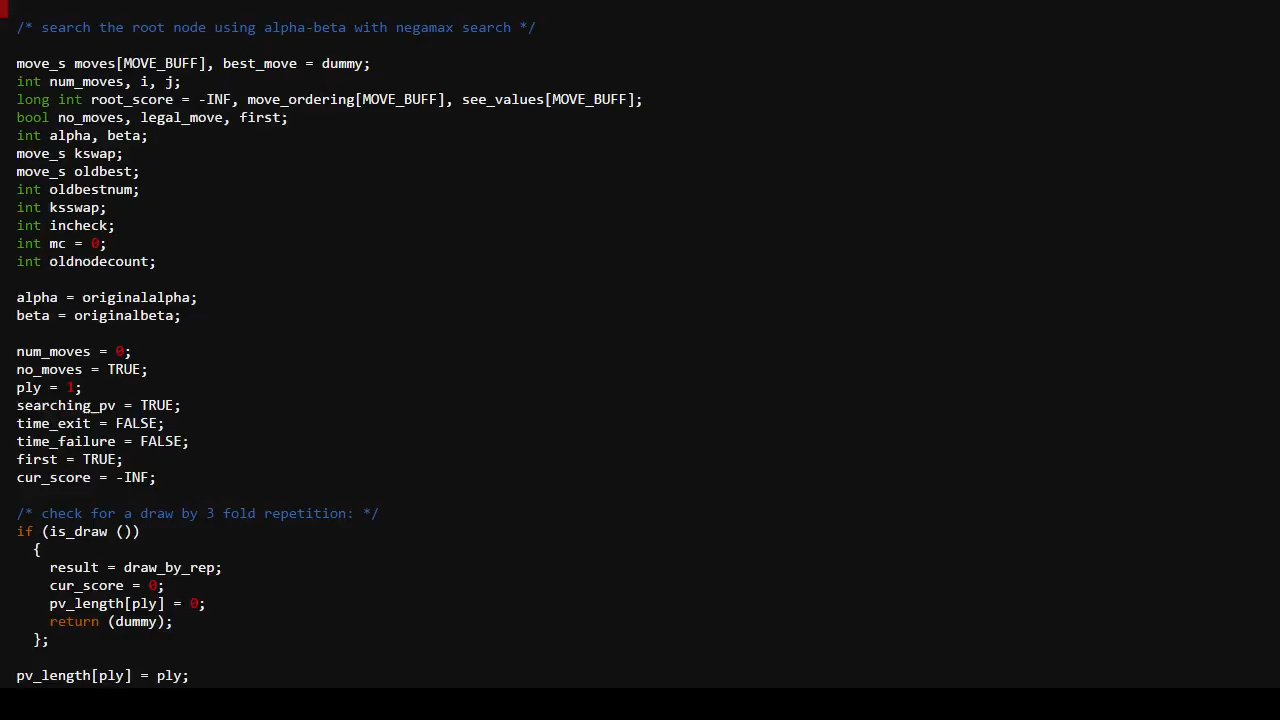 /* search the root node using alpha-beta with negamax search */
move_s moves[MOVE_BUFF], best_move = dummy;
int num_moves, i, j;
long int root_score = -INF, move_ordering[MOVE_BUFF], see_values[MOVE_BUFF];
bool no_moves, legal_move, first;
int alpha, beta;
move_s kswap;
move_s oldbest;
int oldbestnum;
int ksswap;
int incheck;
int mc = 0;
int oldnodecount;
alpha = originalalpha;
beta = originalbeta;
num_moves = 0;
no_moves = TRUE;
ply = 1;
searching_pv = TRUE;
time_exit = FALSE;
time_failure = FALSE;
first = TRUE;
cur_score = -INF;
/* check for a draw by 3 fold repetition: */
if (is_draw ())
{
result = draw_by_rep;
cur_score = 0;
pv_length[ply] = 0;
return (dummy);
};
pv_length[ply] = ply;